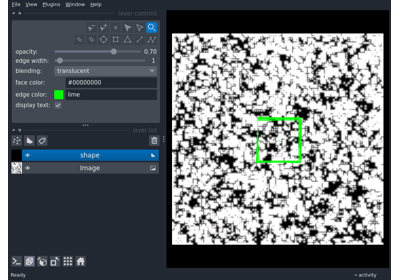 File View Plugins Window Help
layer controls
opacity: 0.70
edge width: 1
blending: translucent
face color: #00000000
edge color: lime
display text:
layer list
shape
Image
Ready
activity